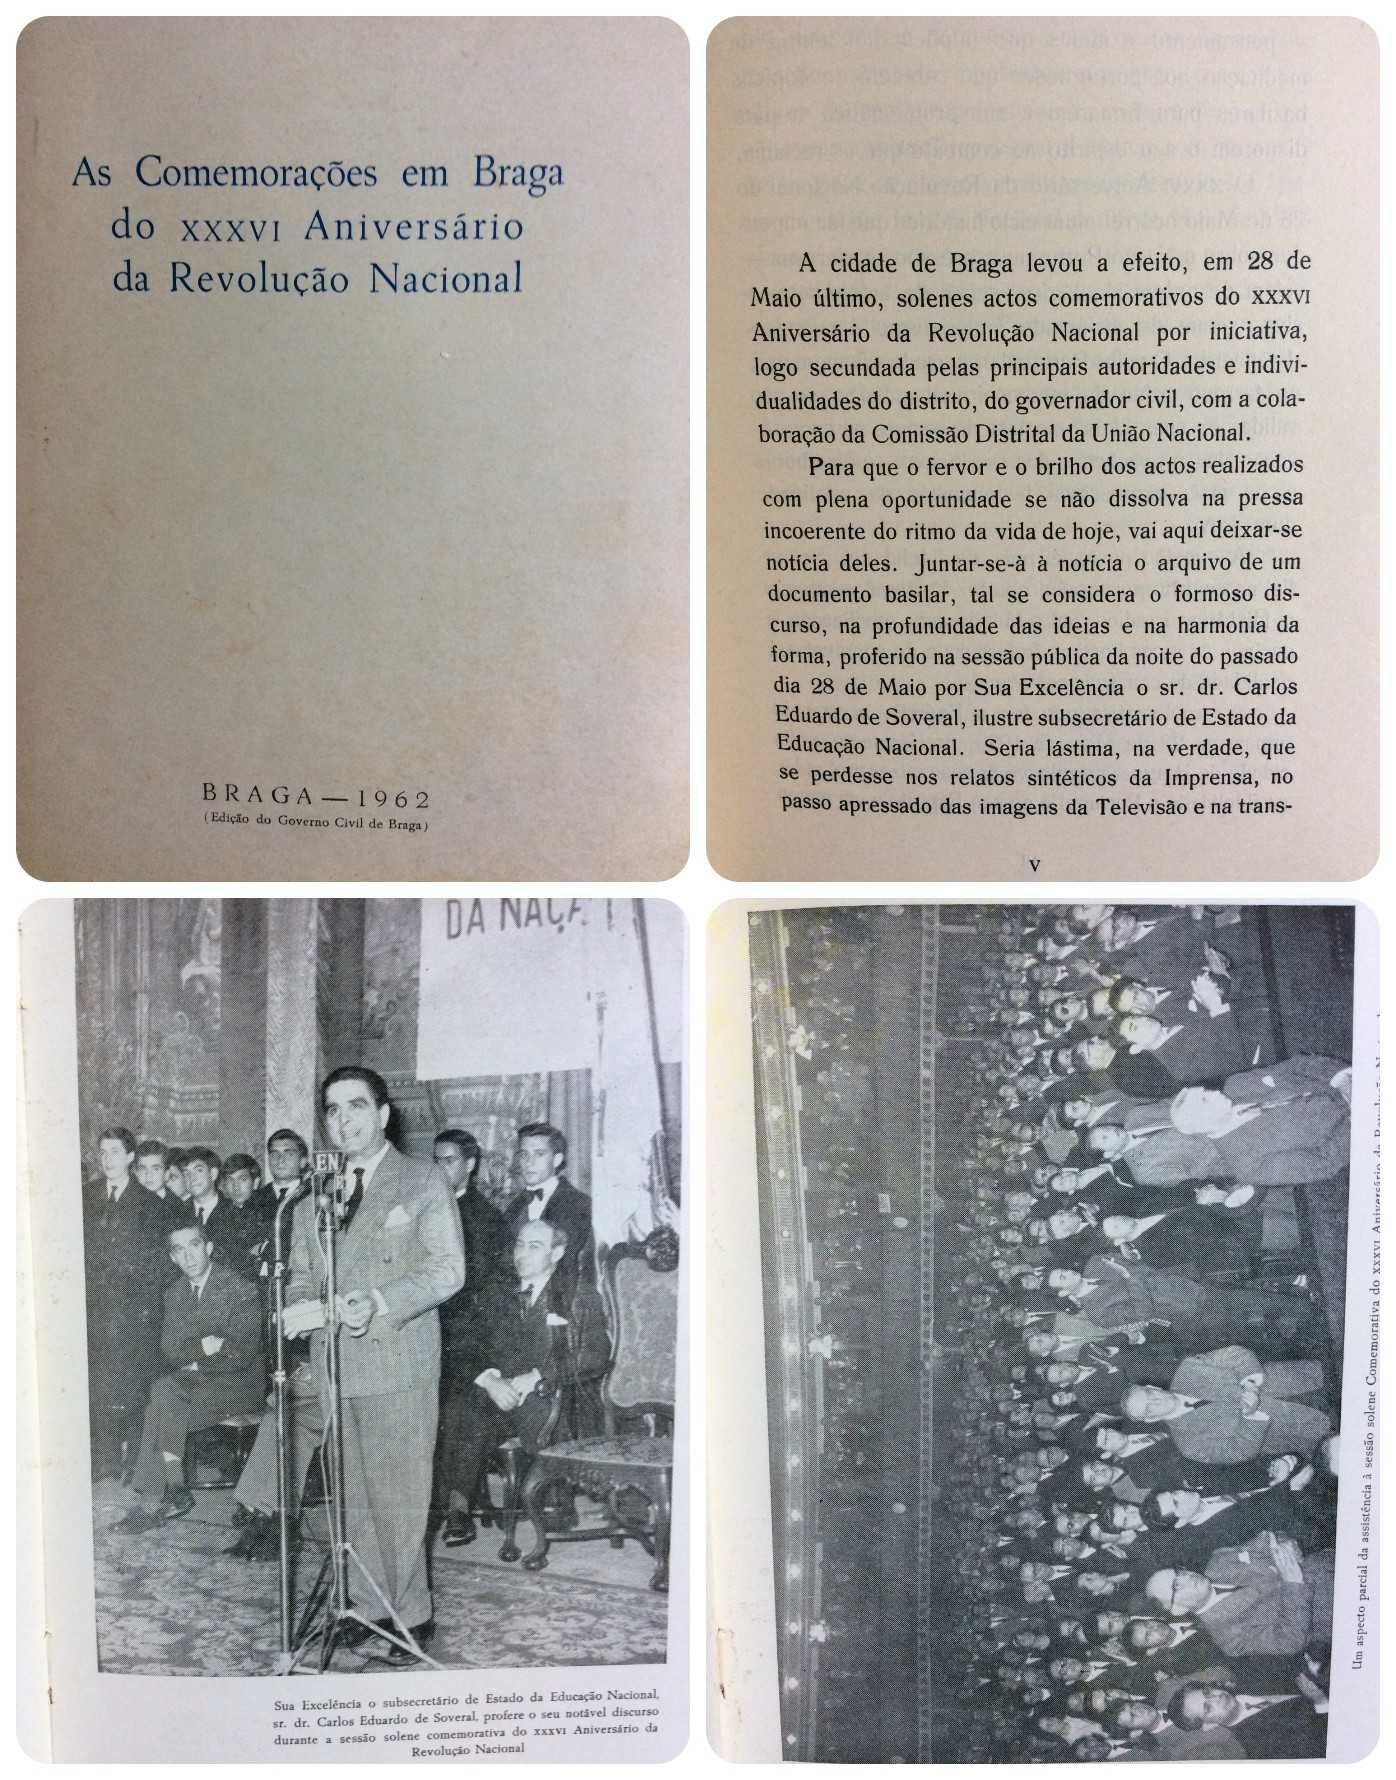 As Comemorações em Braga
do XXXVI Aniversário
da Revolução Nacional
BRAGA — 1962
(Edição do Governo Civil de Braga)
A cidade de Braga levou a efeito, em 28 de
Maio último, solenes actos comemorativos do XXXVI
Aniversário da Revolução Nacional por iniciativa,
logo secundada pelas principais autoridades e indivi-
dualidades do distrito, do governador civil, com a cola-
boração da Comissão Distrital da União Nacional.
Para que o fervor e o brilho dos actos realizados
com plena oportunidade se não dissolva na pressa
incoerente do ritmo da vida de hoje, vai aqui deixar-se
notícia deles. Juntar-se-à à notícia o arquivo de um
documento basilar, tal se considera o formoso dis-
curso, na profundidade das ideias e na harmonia da
forma, proferido na sessão pública da noite do passado
dia 28 de Maio por Sua Excelência o sr. dr. Carlos
Eduardo de Soveral, ilustre subsecretário de Estado da
Educação Nacional. Seria lástima, na verdade, que
se perdesse nos relatos sintéticos da Imprensa, no
passo apressado das imagens da Televisão e na trans-
V
DA NAÇÃ
EN
Sua Excelência o subsecretário de Estado da Educação Nacional,
sr. dr. Carlos Eduardo de Soveral, profere o seu notável discurso
durante a sessão solene comemorativa do XXXVI Aniversário da
Revolução Nacional
Um aspecto parcial da assistência à sessão solene Comemorativa do XXXVI Aniversário da Revolução